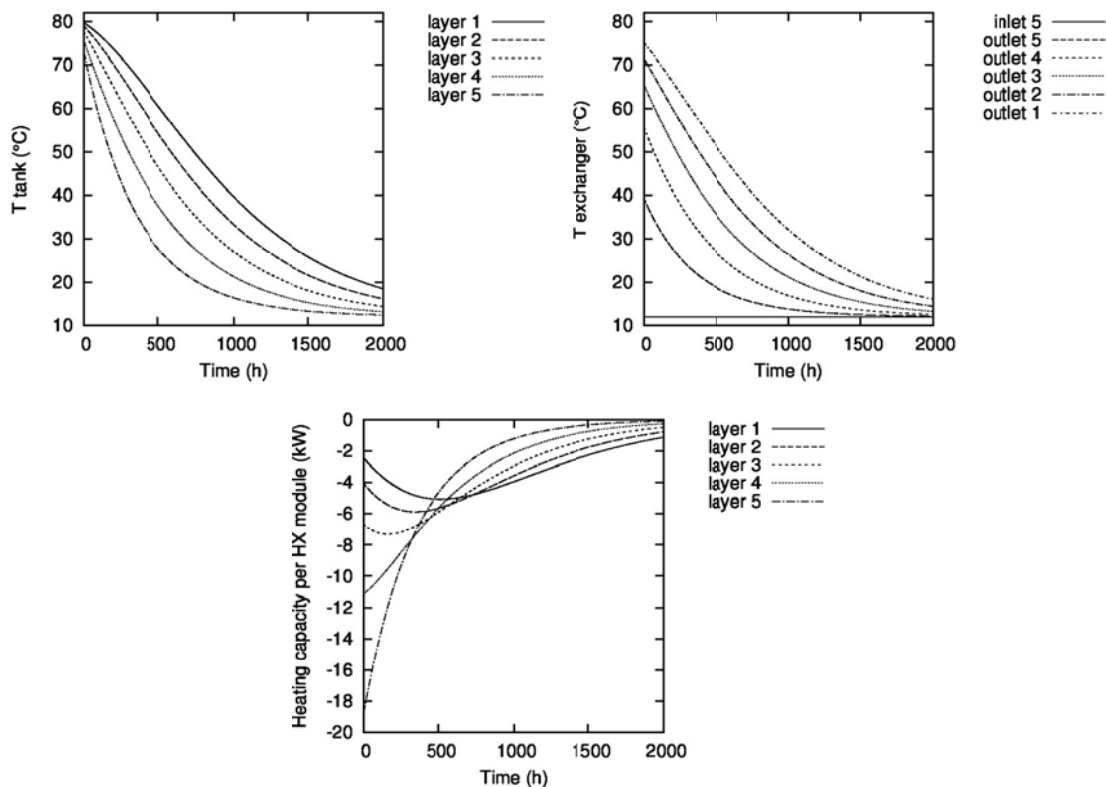 T tank (°C)
80
70
60
50
40
30
20
10
0
500
1000
1500
2000
Time (h)
layer 1
layer 2
layer 3
layer 4
layer 5
T exchanger (°C)
80
70
60
50
40
30
20
10
0
500
1000
1500
2000
Time (h)
inlet 5
outlet 5
outlet 4
outlet 3
outlet 2
outlet 1
Heating capacity per HX module (kW)
0
-2
-4
-6
-8
-10
-12
-14
-16
-18
-20
0
500
1000
1500
2000
Time (h)
layer 1
layer 2
layer 3
layer 4
layer 5